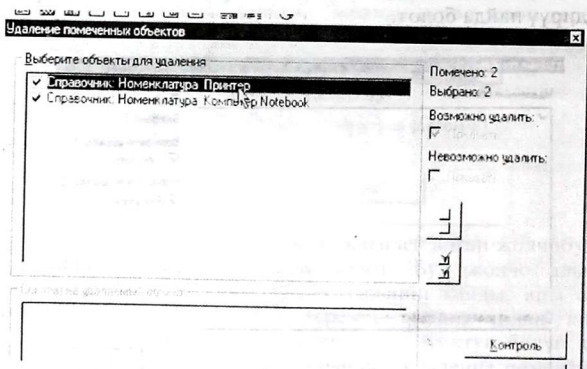 Удаление помеченных объектов
Выберите объекты для удаления
Справочник: Номенклатура Принтер
Справочник: Номенклатура Компьютер Notebook
Помечено: 2
Выбрано: 2
Возможно удалить:
Невозможно удалить:
Контроль